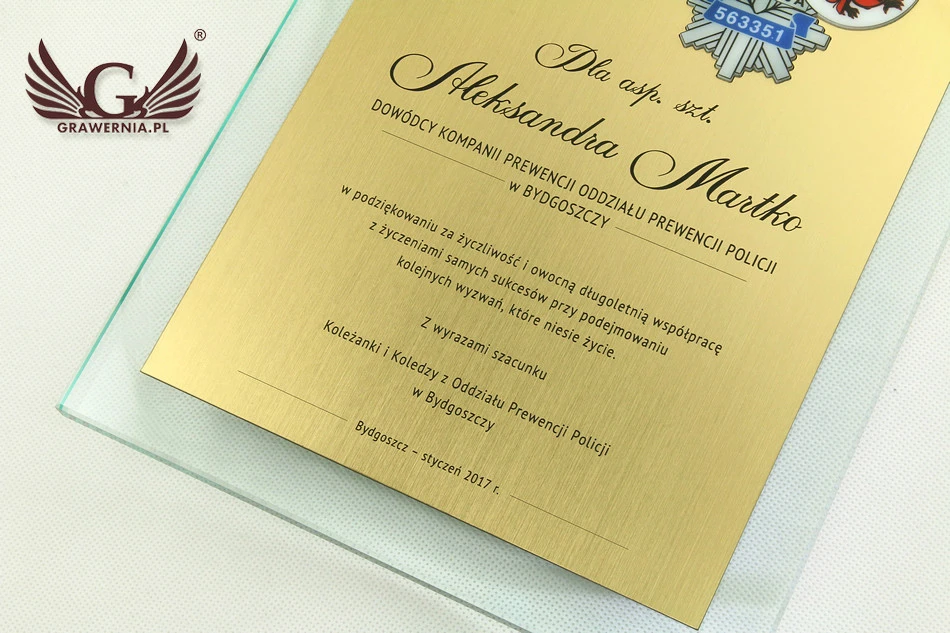 G
®
GRAWERNIA.PL
563351
Dla asp. szt.
Aleksandra Martko
DOWÓDCY KOMPANII PREWENCJI ODDZIAŁU PREWENCJI POLICJI
w BYDGOSZCZY
w podziękowaniu za życzliwość i owocną długoletnią współpracę
z życzeniami samych sukcesów przy podejmowaniu
kolejnych wyzwań, które niesie życie.
Z wyrazami szacunku
Koleżanki i Koledzy z Oddziału Prewencji Policji
w Bydgoszczy
Bydgoszcz – styczeń 2017 r.